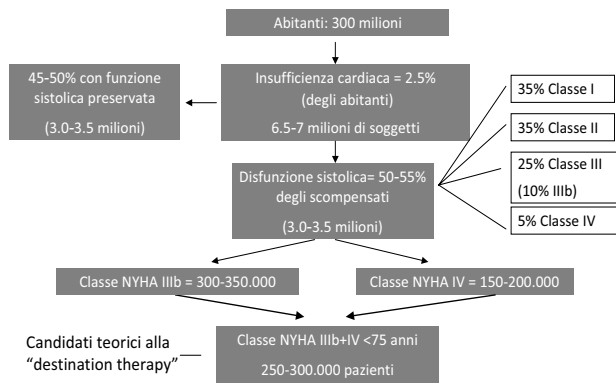 Abitanti: 300 milioni
45-50% con funzione
sistolica preservata
(3.0-3.5 milioni)
Insufficienza cardiaca = 2.5%
(degli abitanti)
6.5-7 milioni di soggetti
35% Classe I
35% Classe II
25% Classe III
(10% IIIb)
5% Classe IV
Disfunzione sistolica= 50-55%
degli scompensati
(3.0-3.5 milioni)
Classe NYHA IIIb = 300-350.000
Classe NYHA IV = 150-200.000
Candidati teorici alla
“destination therapy”
Classe NYHA IIIb+IV <75 anni
250-300.000 pazienti